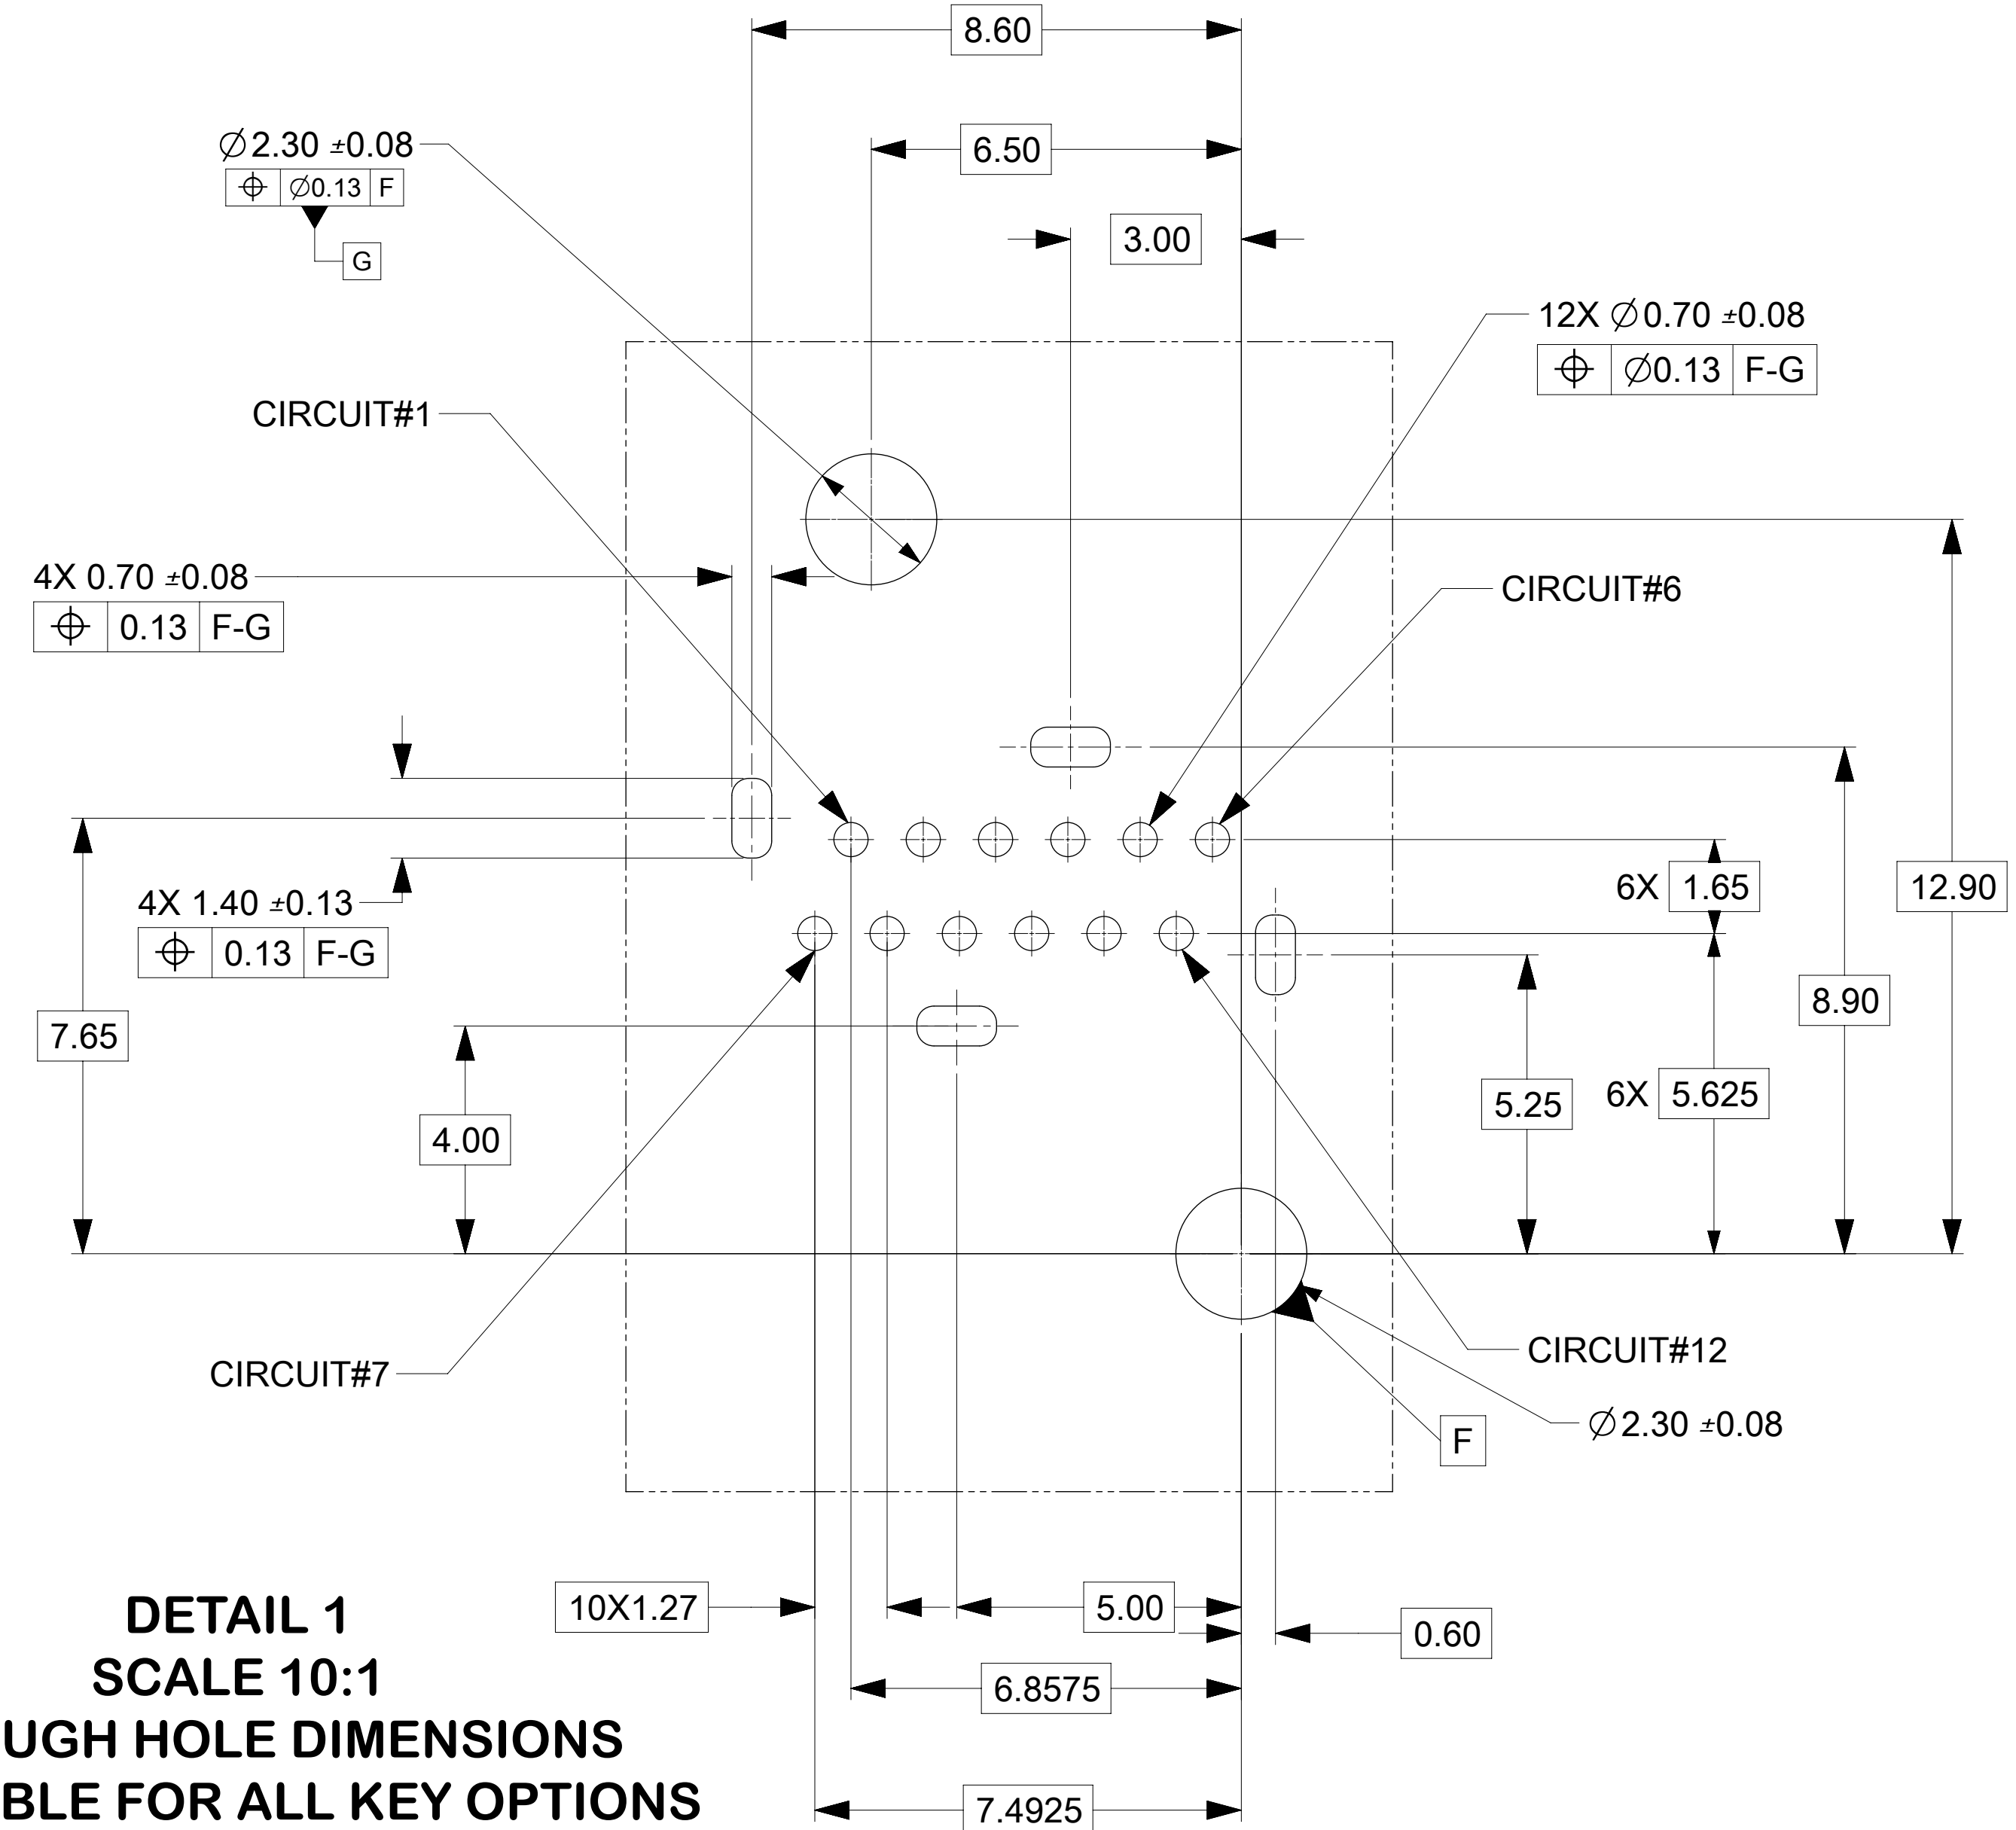 8.60
∅2.30 ±0.08
⌖ ∅0.13 F
G
6.50
3.00
12X ∅0.70 ±0.08
⌖ ∅0.13 F-G
CIRCUIT#1
4X 0.70 ±0.08
⌖ 0.13 F-G
CIRCUIT#6
4X 1.40 ±0.13
⌖ 0.13 F-G
6X 1.65
12.90
7.65
8.90
4.00
5.25
6X 5.625
CIRCUIT#7
CIRCUIT#12
∅2.30 ±0.08
F
10X1.27
5.00
0.60
6.8575
7.4925
DETAIL 1
SCALE 10:1
UGH HOLE DIMENSIONS
BLE FOR ALL KEY OPTIONS